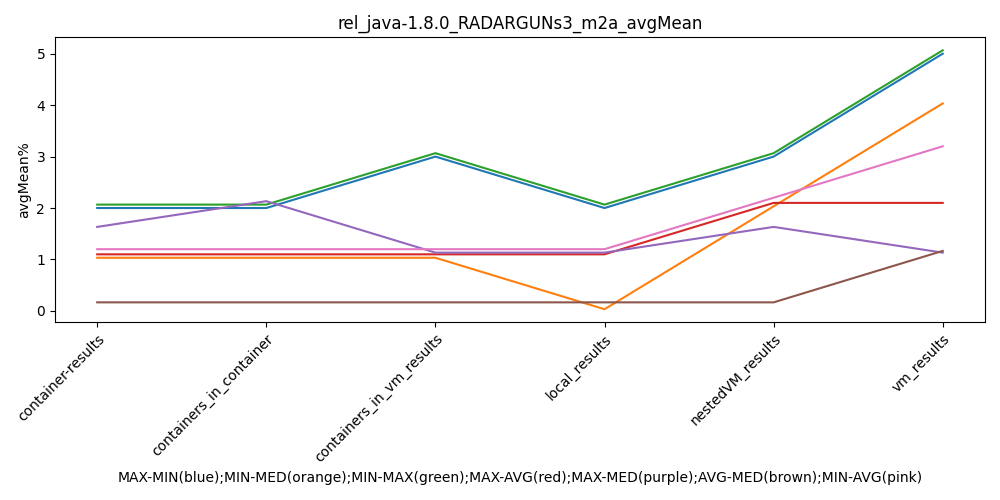 rel_java-1.8.0_RADARGUNs3_m2a_avgMean
avgMean%
5
4
3
2
1
0
container-results
containers_in_container
containers_in_vm_results
local_results
nestedVM_results
vm_results
MAX-MIN(blue);MIN-MED(orange);MIN-MAX(green);MAX-AVG(red);MAX-MED(purple);AVG-MED(brown);MIN-AVG(pink)